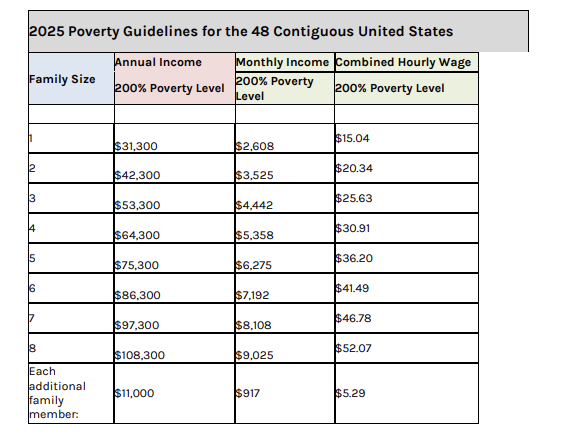 2025 Poverty Guidelines for the 48 Contiguous United States
Family Size
Annual Income
Monthly Income
Combined Hourly Wage
200% Poverty Level
200% Poverty
Level
200% Poverty Level
1 $31,300 $2,608 $15.04
2 $42,300 $3,525 $20.34
3 $53,300 $4,442 $25.63
4 $64,300 $5,358 $30.91
5 $75,300 $6,275 $36.20
6 $86,300 $7,192 $41.49
7 $97,300 $8,108 $46.78
8 $108,300 $9,025 $52.07
Each
additional
family
member:
$11,000 $917 $5.29